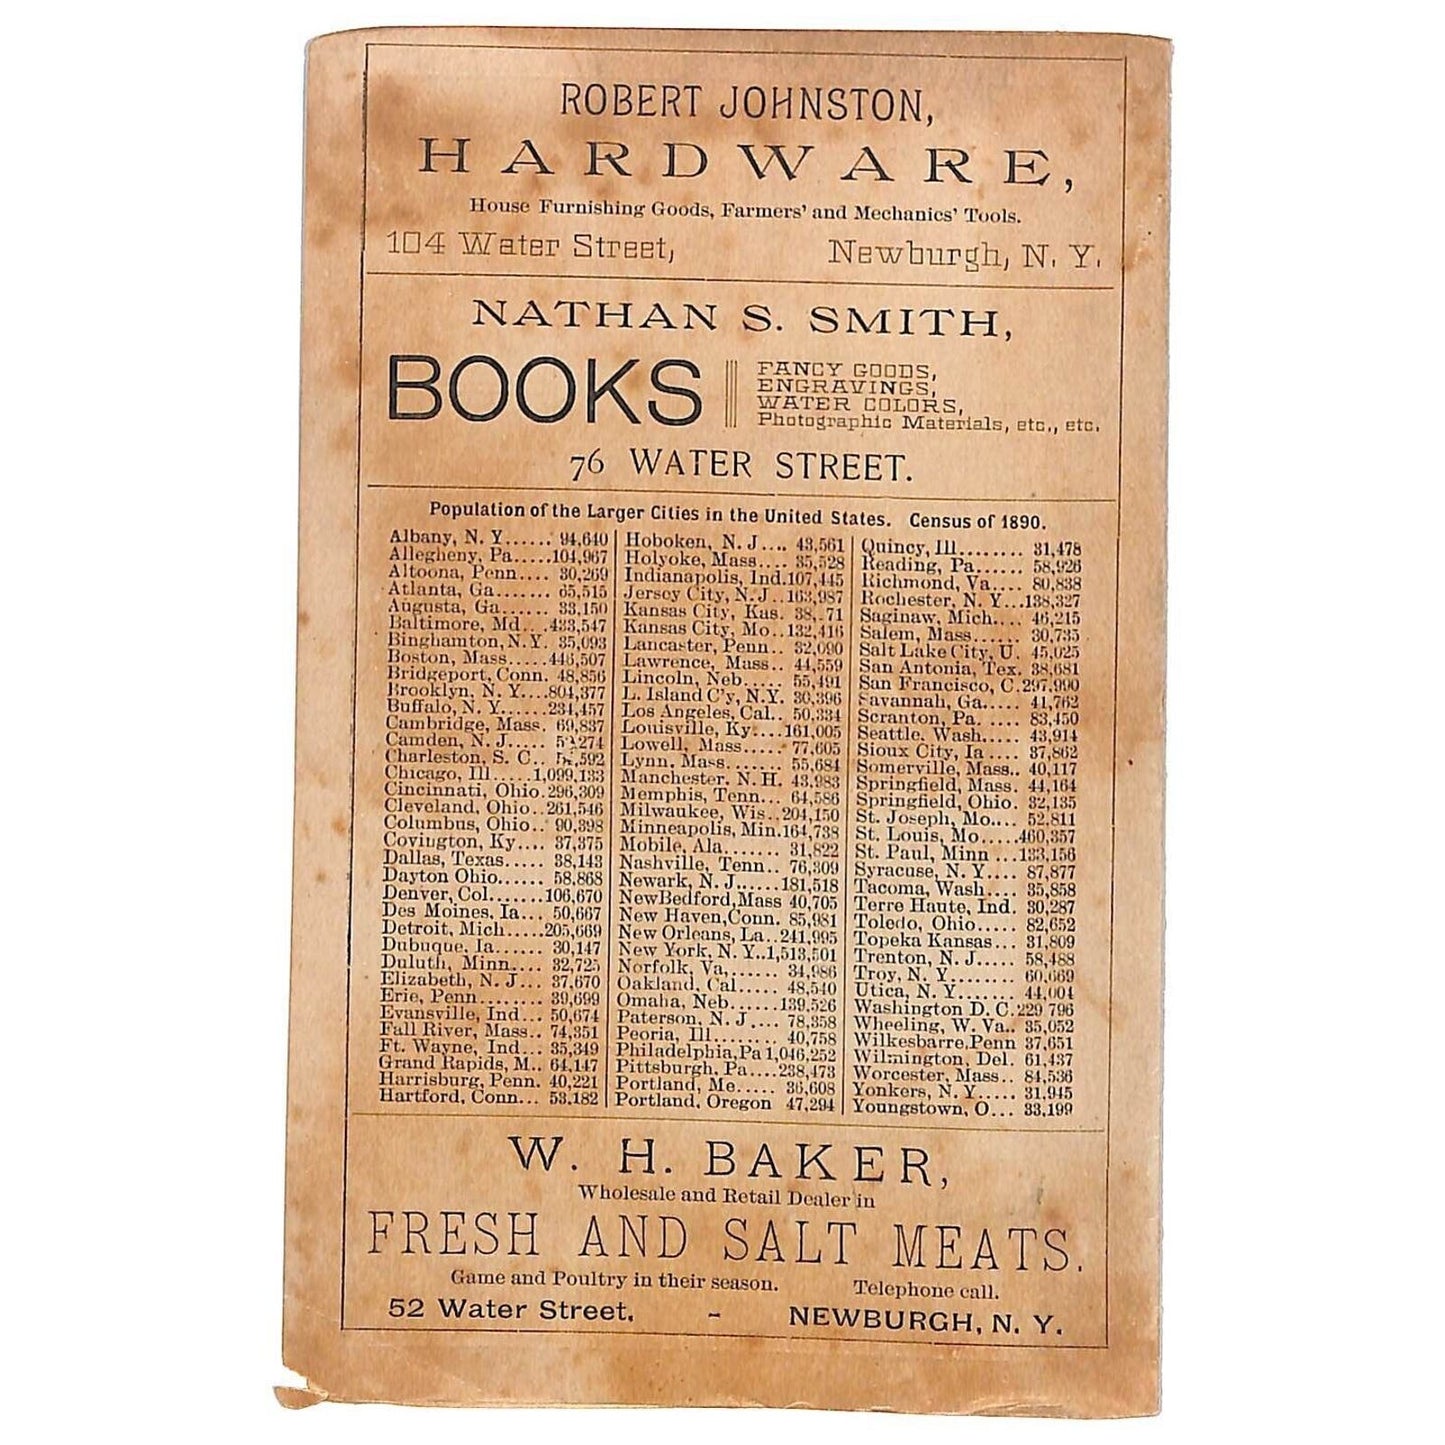 ROBERT JOHNSTON,
HARDWARE,
House Furnishing Goods, Farmers' and Mechanics' Tools.
104 Water Street, Newburgh, N. Y.
NATHAN S. SMITH,
BOOKS
FANCY GOODS,
ENGRAVINGS,
WATER COLORS,
Photographic Materials, etc., etc.
76 WATER STREET.
Population of the Larger Cities in the United States. Census of 1890.
Albany, N. Y...... 94,640
Allegheny, Pa.....104,967
Altoona, Penn.... 30,269
Atlanta, Ga....... 65,515
Augusta, Ga...... 33,150
Baltimore, Md...433,547
Binghamton, N.Y. 35,093
Boston, Mass.....446,507
Bridgeport, Conn. 48,856
Brooklyn, N. Y....804,377
Buffalo, N. Y......234,457
Cambridge, Mass. 69,837
Camden, N. J.....
Charleston, S. C..
Chicago, Ill.....1,099,133
Cincinnati, Ohio.296,309
Cleveland, Ohio..261,546
Columbus, Ohio.. 90,398
Covington, Ky.... 37,375
Dallas, Texas..... 38,143
Dayton Ohio...... 58,868
Denver, Col.......106,670
Des Moines, Ia... 50,667
Detroit, Mich.....205,669
Dubuque, Ia...... 30,147
Duluth, Minn.... 32,725
Elizabeth, N. J... 37,670
Erie, Penn........ 39,699
Evansville, Ind... 50,674
Fall River, Mass.. 74,351
Ft. Wayne, Ind... 35,349
Grand Rapids, M.. 64,147
Harrisburg, Penn. 40,221
Hartford, Conn... 53,182
Hoboken, N. J.... 43,561
Holyoke, Mass.... 35,528
Indianapolis, Ind.107,445
Jersey City, N.J..163,987
Kansas City, Kas.
Kansas City, Mo..132,416
Lancaster, Penn.. 32,090
Lawrence, Mass.. 44,559
Lincoln, Neb..... 55,491
L. Island C'y, N.Y. 30,396
Los Angeles, Cal.. 50,334
Louisville, Ky....161,005
Lowell, Mass..... 77,605
Lynn, Mass....... 55,684
Manchester, N. H. 43,983
Memphis, Tenn... 64,586
Milwaukee, Wis..204,150
Minneapolis, Min.164,738
Mobile, Ala....... 31,822
Nashville, Tenn.. 76,309
Newark, N. J......181,518
NewBedford,Mass 40,705
New Haven,Conn. 85,981
New Orleans, La..241,995
New York, N. Y..1,513,501
Norfolk, Va,...... 34,986
Oakland, Cal..... 48,540
Omaha, Neb......139,526
Paterson, N. J.... 78,358
Peoria, Ill........ 40,758
Philadelphia,Pa 1,046,252
Pittsburgh, Pa....238,473
Portland, Me..... 36,608
Portland, Oregon 47,294
Quincy, Ill........ 31,478
Reading, Pa...... 58,926
Richmond, Va.... 80,838
Rochester, N. Y...138,327
Saginaw, Mich.... 46,215
Salem, Mass...... 30,735
Salt Lake City, U. 45,025
San Antonia, Tex. 38,681
San Francisco, C.297,990
Savannah, Ga..... 41,762
Scranton, Pa. .... 83,450
Seattle, Wash..... 43,914
Sioux City, Ia .... 37,862
Somerville, Mass.. 40,117
Springfield, Mass. 44,164
Springfield, Ohio. 32,135
St. Joseph, Mo.... 52,811
St. Louis, Mo.....460,357
St. Paul, Minn ...133,156
Syracuse, N. Y.... 87,877
Tacoma, Wash.... 35,858
Terre Haute, Ind. 30,287
Toledo, Ohio..... 82,652
Topeka Kansas... 31,809
Trenton, N. J..... 58,488
Troy, N. Y........ 60,669
Utica, N. Y....... 44,004
Washington D. C.229 796
Wheeling, W. Va.. 35,052
Wilkesbarre,Penn 37,651
Wilmington, Del. 61,437
Worcester, Mass.. 84,536
Yonkers, N. Y..... 31,945
Youngstown, O... 33,199
W. H. BAKER,
Wholesale and Retail Dealer in
FRESH AND SALT MEATS.
Game and Poultry in their season. Telephone call.
52 Water Street. - NEWBURGH, N. Y.